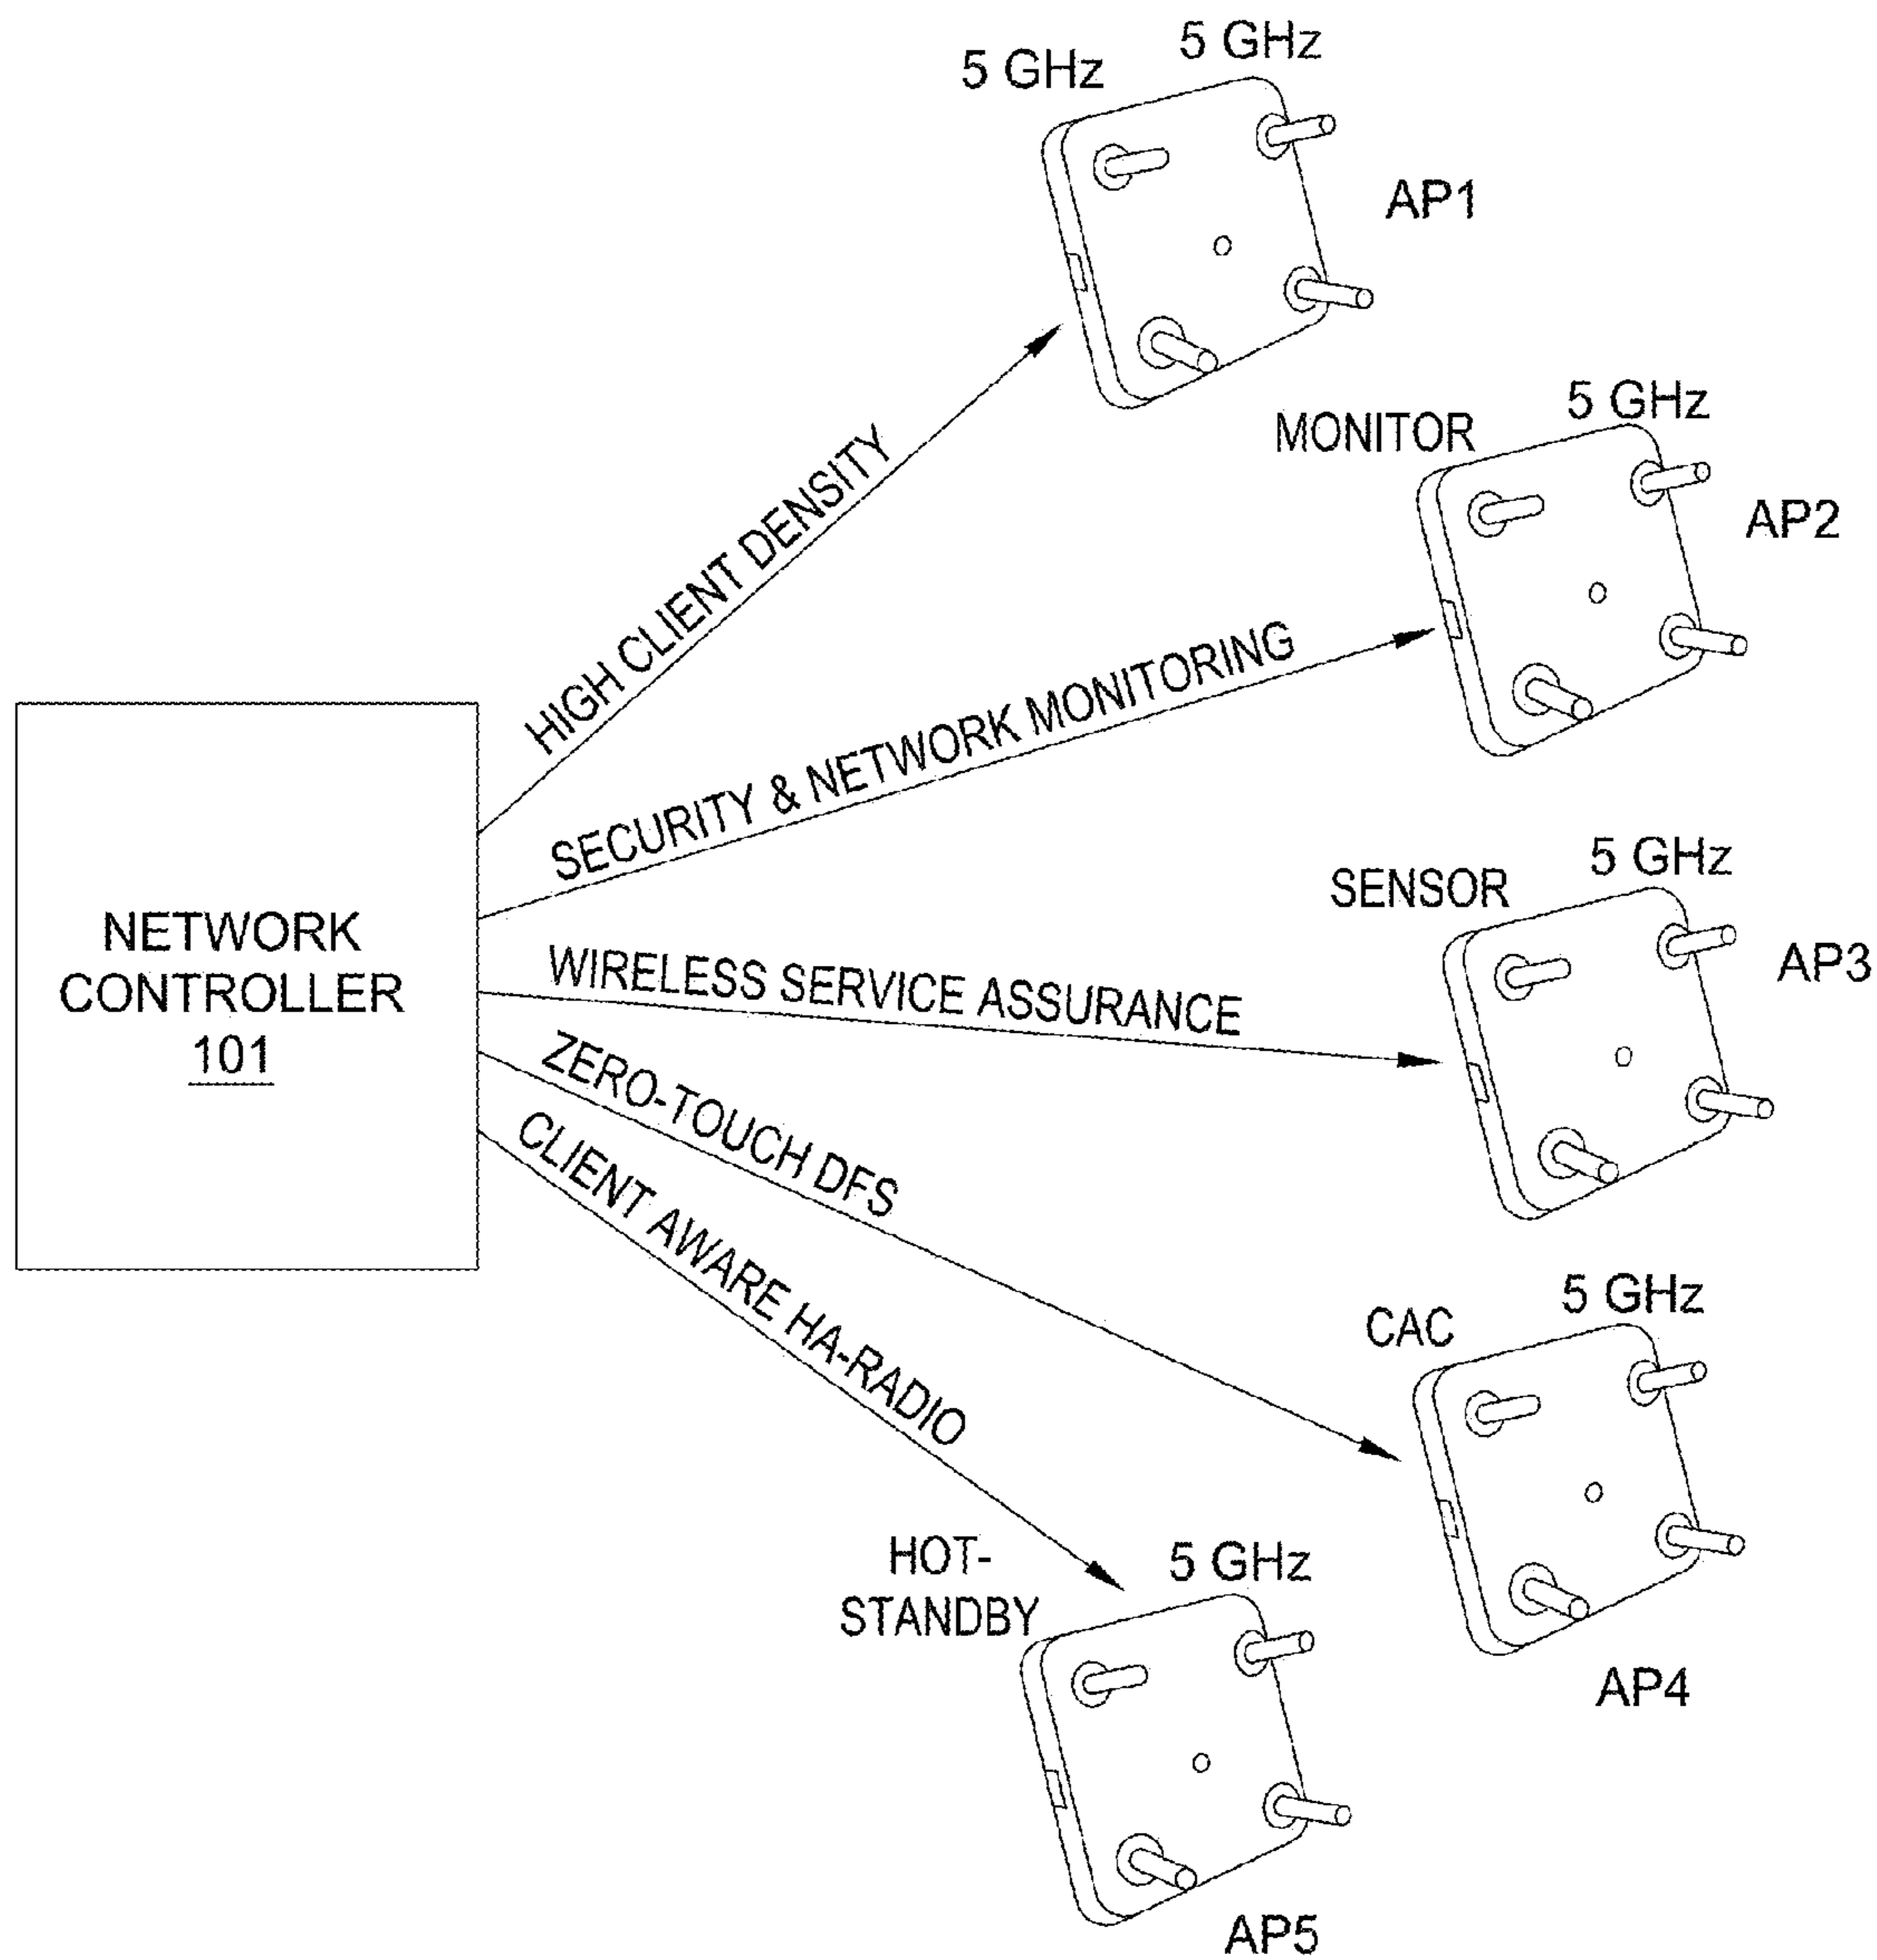 5 GHz
5 GHz
AP1
HIGH CLIENT DENSITY
MONITOR
5 GHz
AP2
SECURITY & NETWORK MONITORING
SENSOR
5 GHz
AP3
WIRELESS SERVICE ASSURANCE
NETWORK
CONTROLLER
101
ZERO-TOUCH DFS
CAC
5 GHz
AP4
CLIENT AWARE HA-RADIO
HOT-
STANDBY
5 GHz
AP5